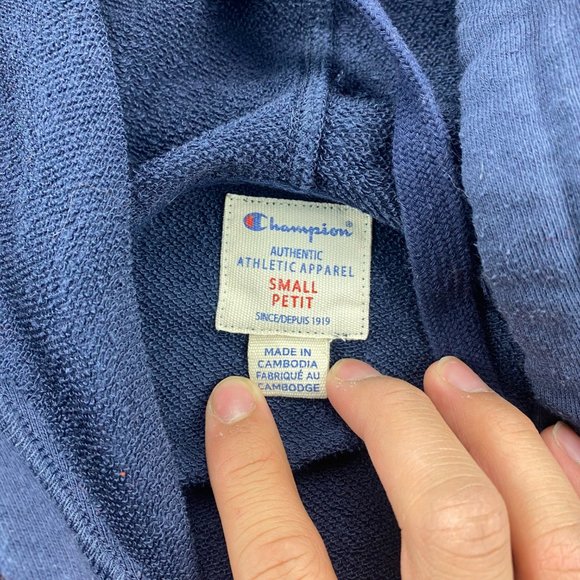 Champion®
AUTHENTIC
ATHLETIC APPAREL
SMALL
PETIT
SINCE/DEPUIS 1919
MADE IN
CAMBODIA
FABRIQUÉ AU
CAMBODGE